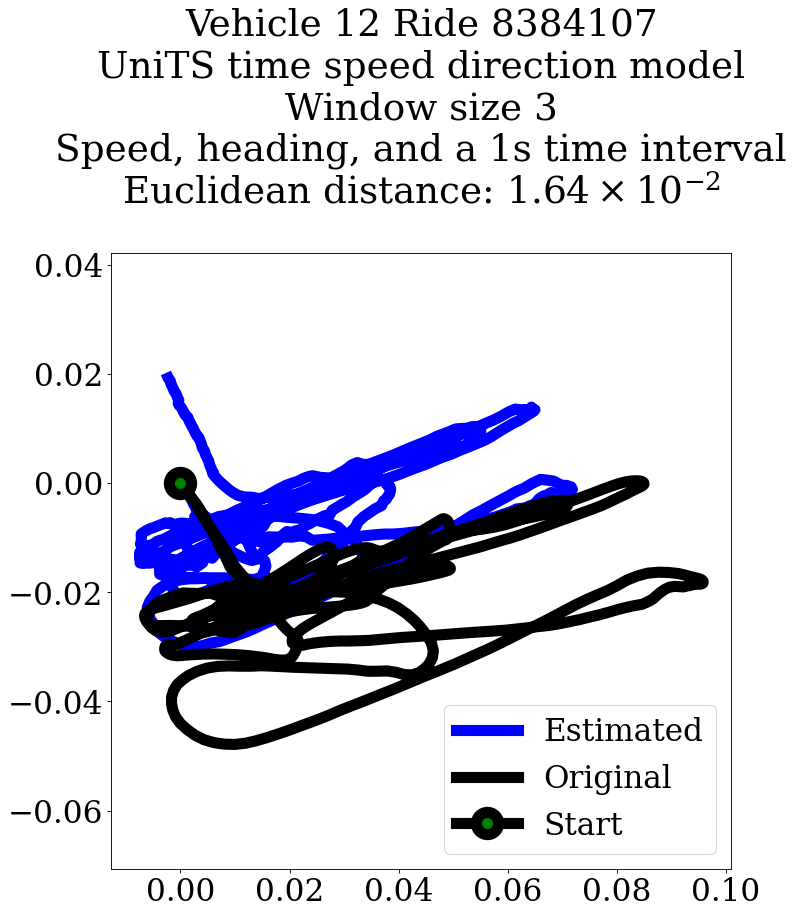 Vehicle 12 Ride 8384107
UniTS time speed direction model
Window size 3
Speed, heading, and a 1s time interval
Euclidean distance: 1.64 × 10⁻²
0.04
0.02
0.00
−0.02
−0.04
−0.06
Estimated
Original
Start
0.00 0.02 0.04 0.06 0.08 0.10